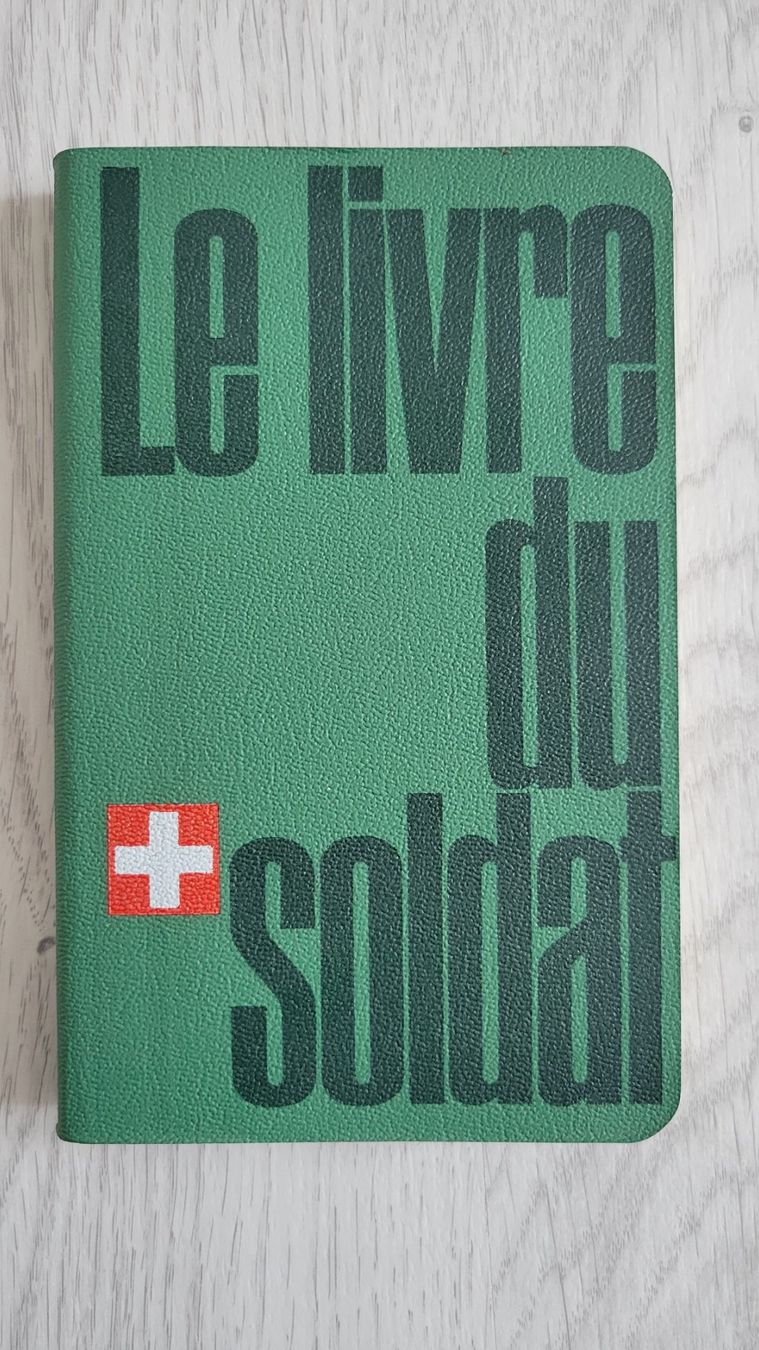 Le livre
du
soldat